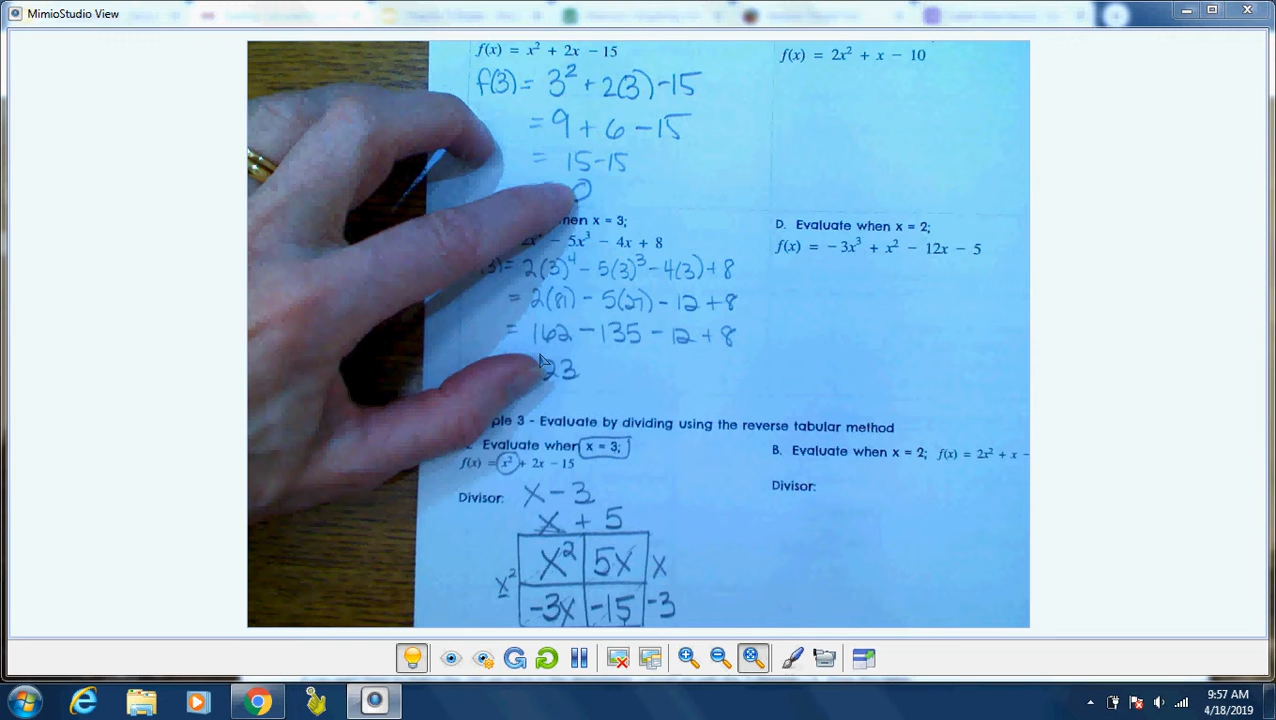 MimioStudio View
f(x) = x² + 2x − 15
f(3) = 3² + 2(3) − 15
= 9 + 6 − 15
= 15 − 15
0
f(x) = 2x² + x − 10
when x = 3;
− 5x³ − 4x + 8
= 2(3)⁴ − 5(3)³ − 4(3) + 8
= 2(81) − 5(27) − 12 + 8
= 162 − 135 − 12 + 8
23
D. Evaluate when x = 2;
f(x) = − 3x³ + x² − 12x − 5
ple 3 - Evaluate by dividing using the reverse tabular method
Evaluate when x = 3;
f(x) = x² + 2x − 15
Divisor: x − 3
x + 5
x² 5x x
x²
−3x −15 −3
B. Evaluate when x = 2; f(x) = 2x² + x −
Divisor:
9:57 AM
4/18/2019